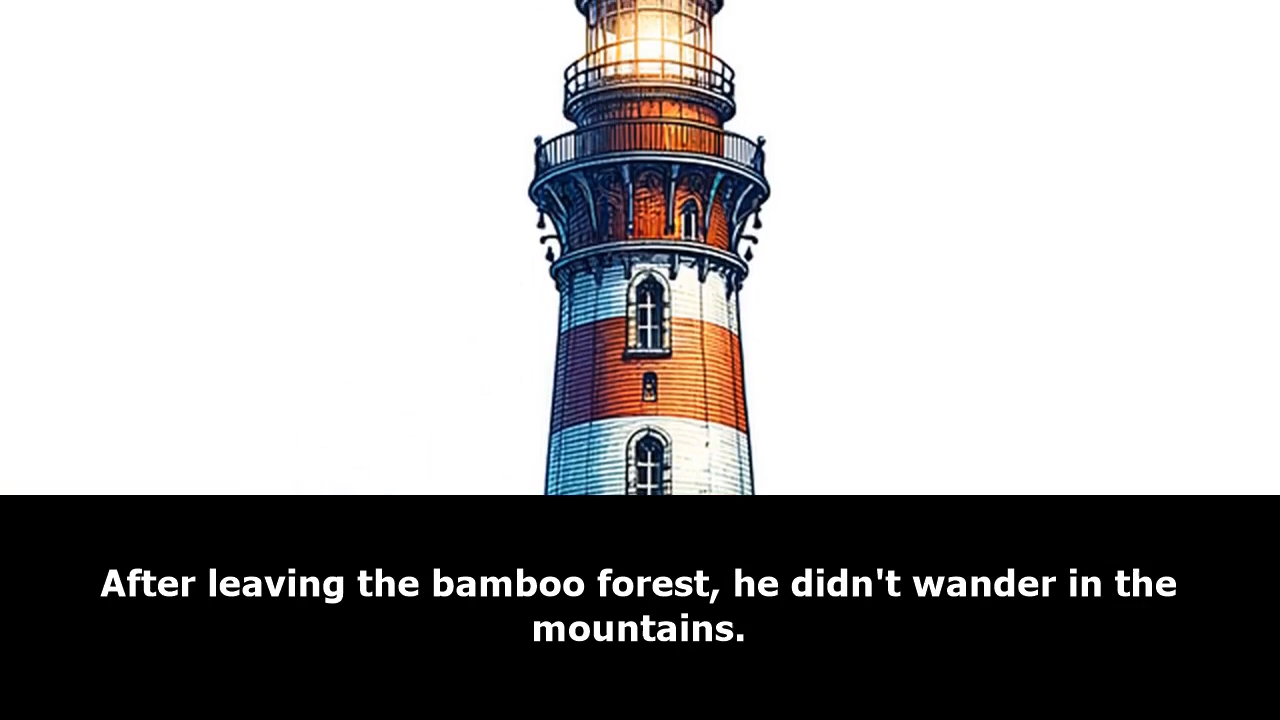 After leaving the bamboo forest, he didn't wander in the
mountains.